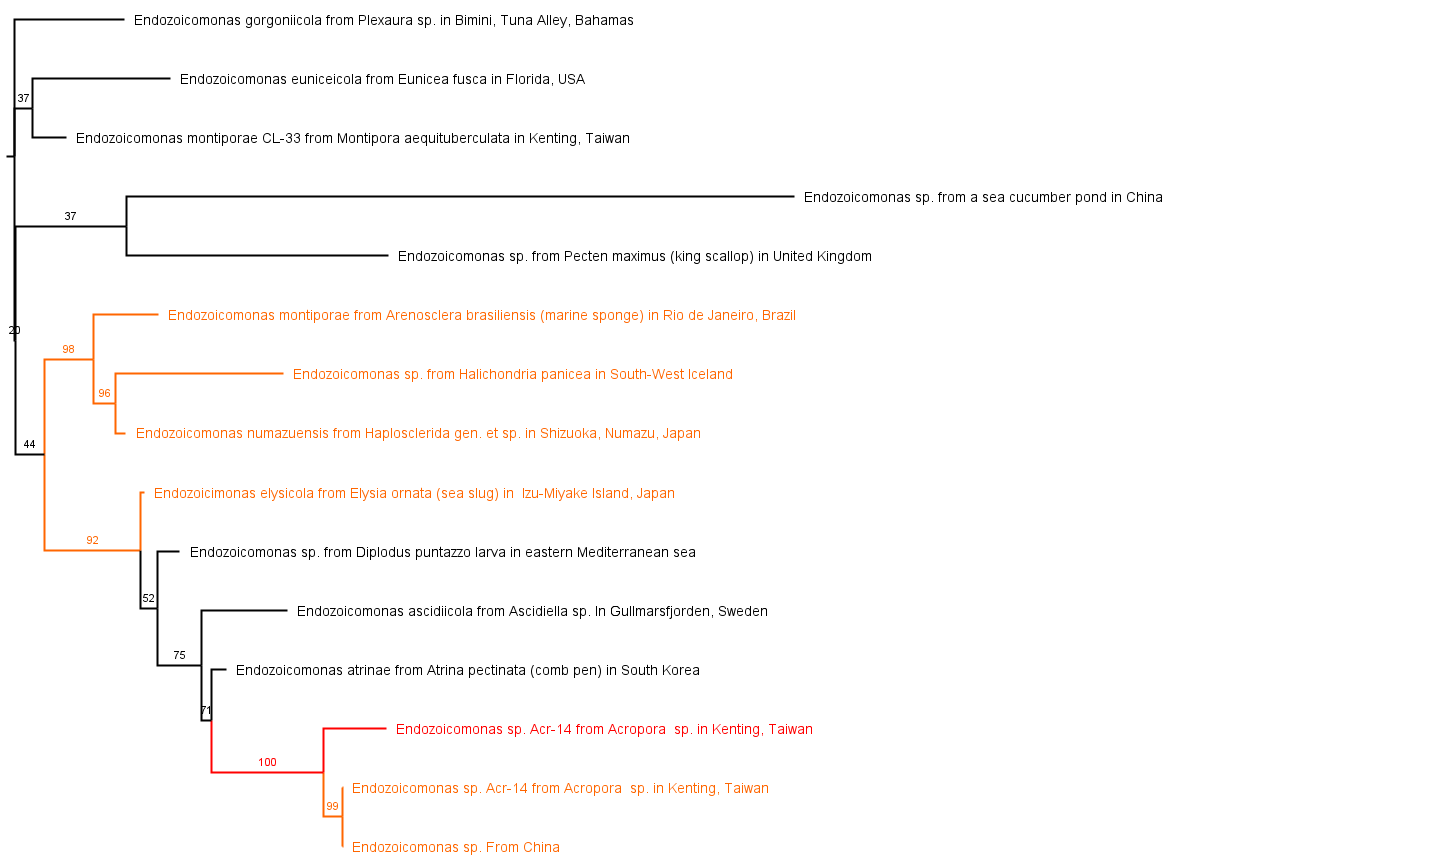 Endozoicomonas gorgoniicola from Plexaura sp. in Bimini, Tuna Alley, Bahamas
Endozoicomonas euniceicola from Eunicea fusca in Florida, USA
37
Endozoicomonas montiporae CL-33 from Montipora aequituberculata in Kenting, Taiwan
Endozoicomonas sp. from a sea cucumber pond in China
37
Endozoicomonas sp. from Pecten maximus (king scallop) in United Kingdom
Endozoicomonas montiporae from Arenosclera brasiliensis (marine sponge) in Rio de Janeiro, Brazil
20
98
Endozoicomonas sp. from Halichondria panicea in South-West Iceland
96
Endozoicomonas numazuensis from Haplosclerida gen. et sp. in Shizuoka, Numazu, Japan
44
Endozoicimonas elysicola from Elysia ornata (sea slug) in  Izu-Miyake Island, Japan
92
Endozoicomonas sp. from Diplodus puntazzo larva in eastern Mediterranean sea
52
Endozoicomonas ascidiicola from Ascidiella sp. In Gullmarsfjorden, Sweden
75
Endozoicomonas atrinae from Atrina pectinata (comb pen) in South Korea
71
Endozoicomonas sp. Acr-14 from Acropora  sp. in Kenting, Taiwan
100
Endozoicomonas sp. Acr-14 from Acropora  sp. in Kenting, Taiwan
99
Endozoicomonas sp. From China